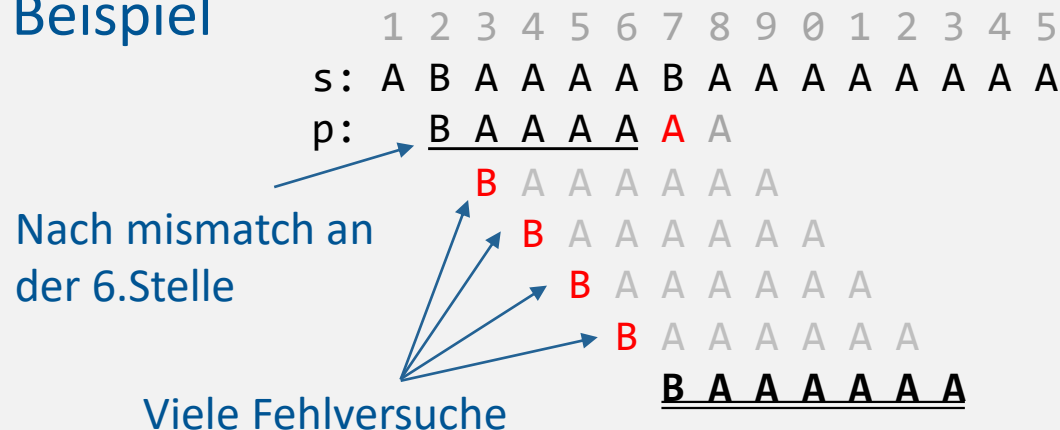 Beispiel
1 2 3 4 5 6 7 8 9 0 1 2 3 4 5
s: A B A A A A B A A A A A A A A
p: B A A A A A A
B A A A A A A
Nach mismatch an
der 6.Stelle
B A A A A A A
B A A A A A A
B A A A A A A
B A A A A A A
Viele Fehlversuche